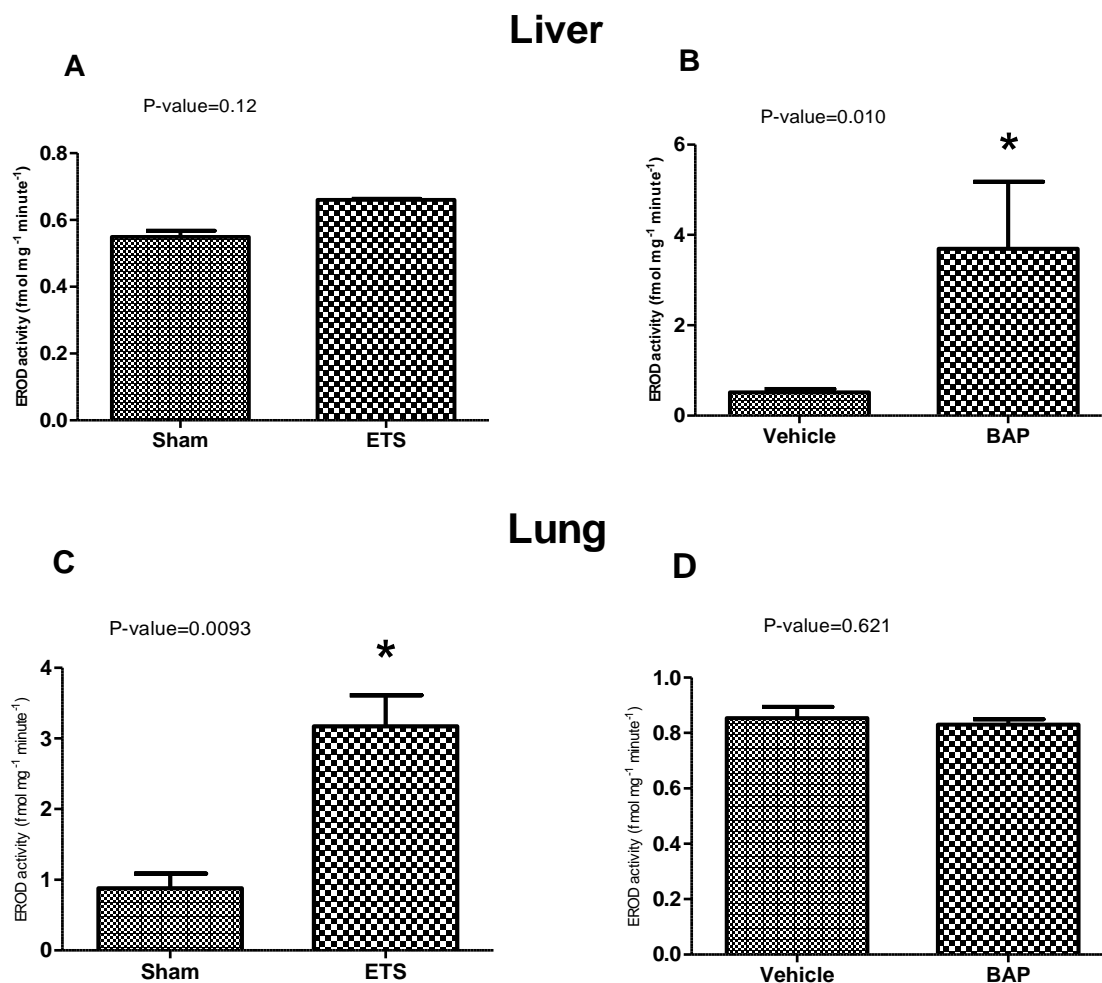 Liver
A
P-value=0.12
EROD activity (fmol mg⁻¹ minute⁻¹)
0.8
0.6
0.4
0.2
0.0
Sham ETS
B
P-value=0.010
*
EROD activity (fmol mg⁻¹ minute⁻¹)
6
4
2
0
Vehicle BAP
Lung
C
P-value=0.0093
*
EROD activity (fmol mg⁻¹ minute⁻¹)
4
3
2
1
0
Sham ETS
D
P-value=0.621
EROD activity (fmol mg⁻¹ minute⁻¹)
1.0
0.8
0.6
0.4
0.2
0.0
Vehicle BAP